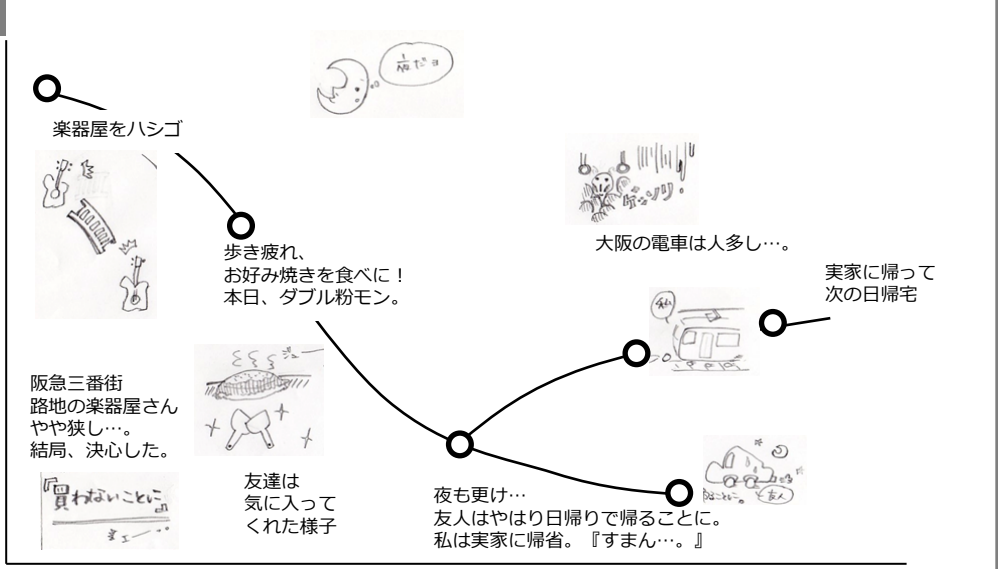 楽器屋をハシゴ
歩き疲れ、
お好み焼きを食べに！
本日、ダブル粉モン。
大阪の電車は人多し…。
ゲッソリ。
実家に帰って
次の日帰宅
阪急三番街
路地の楽器屋さん
やや狭し…。
結局、決心した。
『買わないことに』
友達は
気に入って
くれた様子
夜も更け…
友人はやはり日帰りで帰ることに。
私は実家に帰省。『すまん…。』
私
友人